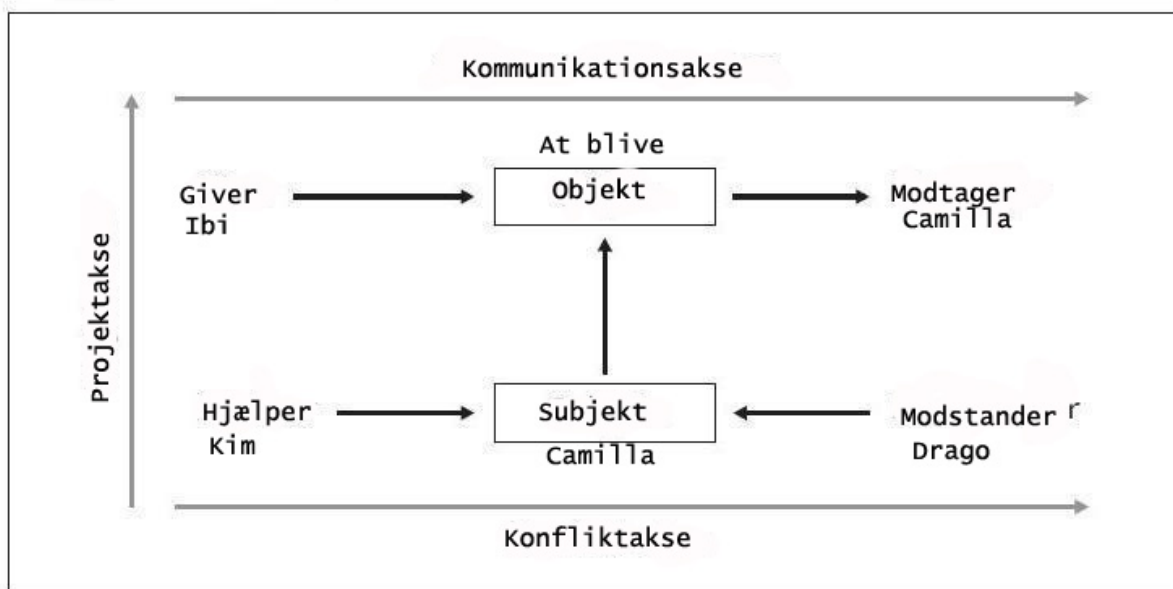 Kommunikationsakse
At blive
Giver
Ibi
Objekt
Modtager
Camilla
Projektakse
Hjælper
Kim
Subjekt
Camilla
Modstander r
Drago
Konfliktakse